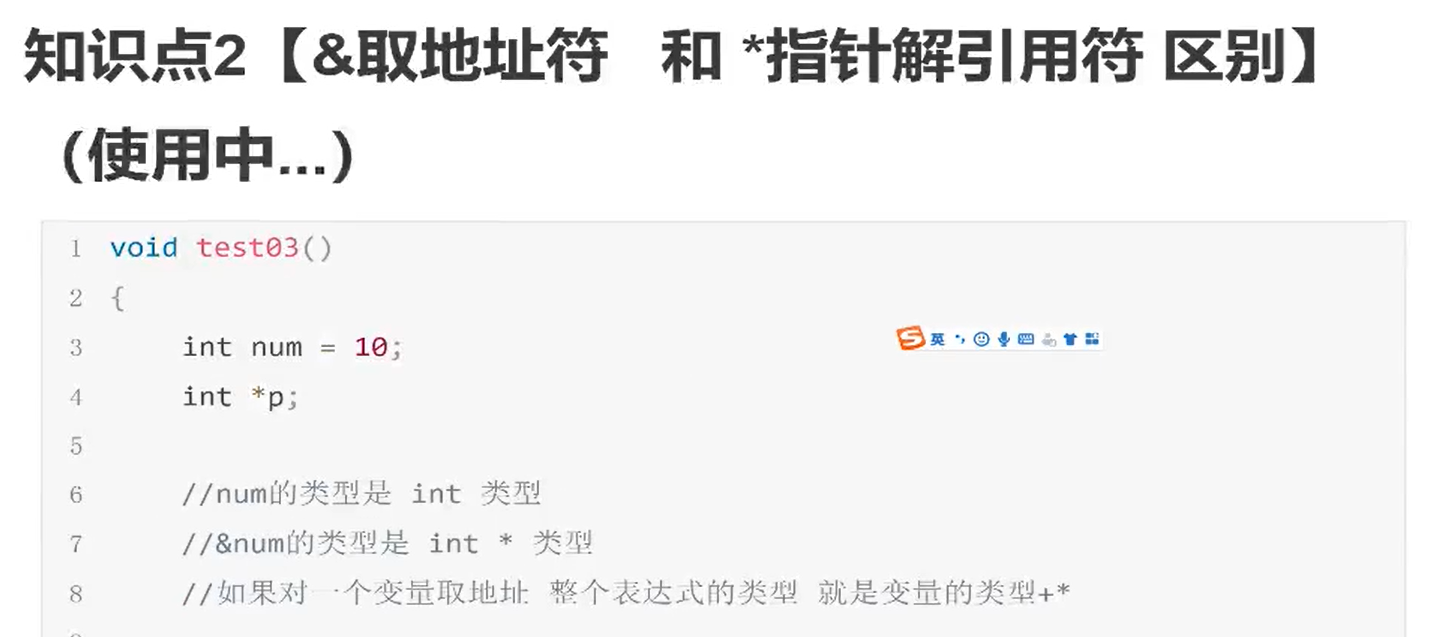 知识点2【&取地址符 和 *指针解引用符 区别】
（使用中...）
1 void test03()
2 {
3 int num = 10;
英
4 int *p;
5
6 //num的类型是 int 类型
7 //&num的类型是 int * 类型
8 //如果对一个变量取地址 整个表达式的类型 就是变量的类型+*